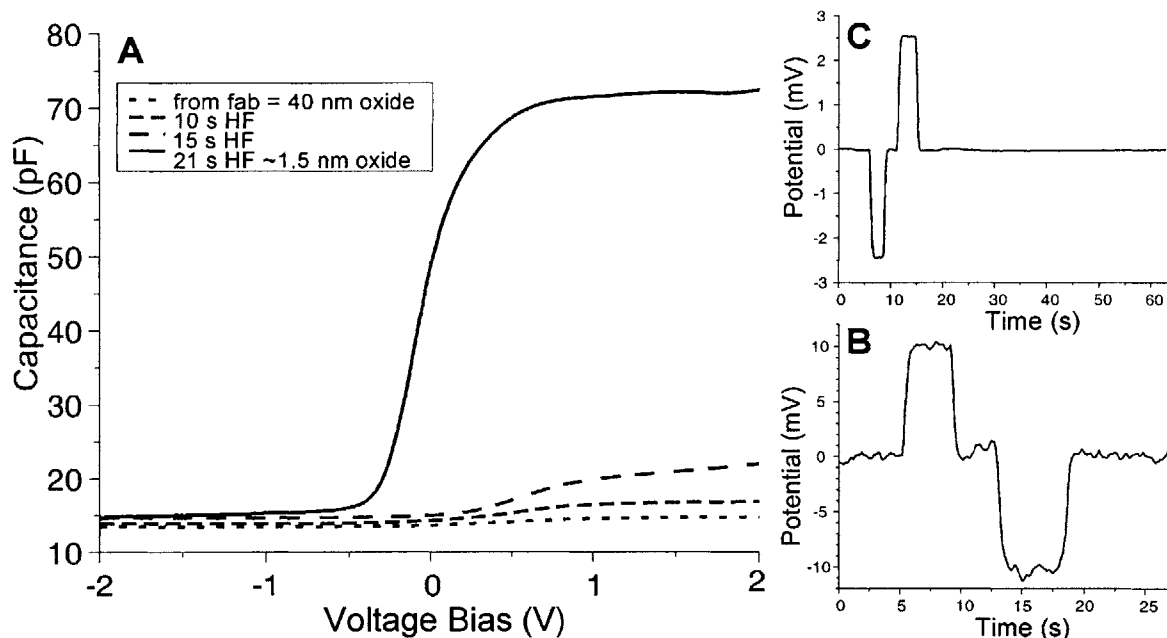 A
80
70
60
50
40
30
20
10
Capacitance (pF)
from fab = 40 nm oxide
10 s HF
15 s HF
21 s HF ~1.5 nm oxide
-2
-1
0
1
2
Voltage Bias (V)
C
3
2
1
0
-1
-2
-3
Potential (mV)
0
10
20
30
40
50
60
Time (s)
B
10
5
0
-5
-10
Potential (mV)
0
5
10
15
20
25
Time (s)